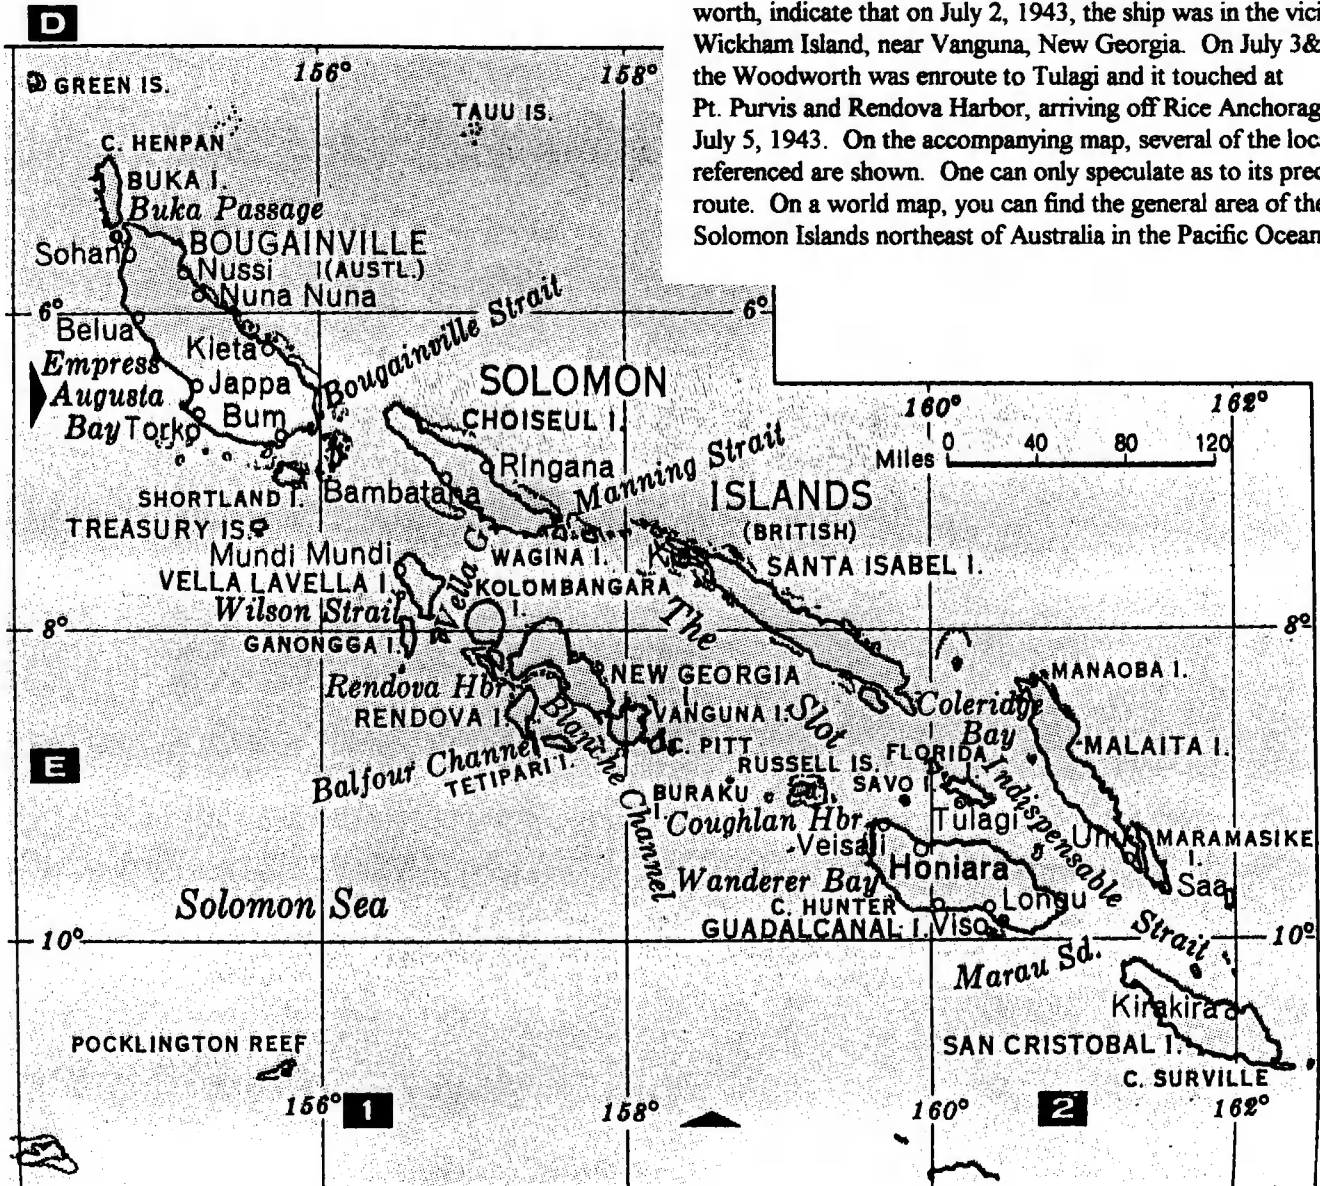 D
worth, indicate that on July 2, 1943, the ship was in the vici
Wickham Island, near Vanguna, New Georgia. On July 3&
the Woodworth was enroute to Tulagi and it touched at
Pt. Purvis and Rendova Harbor, arriving off Rice Anchorag
July 5, 1943. On the accompanying map, several of the loc
referenced are shown. One can only speculate as to its prec
route. On a world map, you can find the general area of the
Solomon Islands northeast of Australia in the Pacific Ocean
156°
158°
GREEN IS.
TAUU IS.
C. HENPAN
BUKA I.
Buka Passage
Sohano
BOUGAINVILLE
I (AUSTL.)
Nussi
Nuna Nuna
6°
6°
Belua
Kieta
Empress
Augusta
Bay
Jappa
Torko
Bum
Bougainville Strait
SOLOMON
ISLANDS
(BRITISH)
CHOISEUL I.
160°
162°
0 40 80 120
Miles
Ringana
Manning Strait
SHORTLAND I.
Bambatana
TREASURY IS.
Mundi Mundi
WAGINA I.
VELLA LAVELLA I.
Vella G
KOLOMBANGARA
I.
SANTA ISABEL I.
Wilson Strait
The
Slot
8°
8°
GANONGGA I.
NEW GEORGIA
I.
MANAOBA I.
Rendova Hbr
RENDOVA I.
VANGUNA I.
Coleridge
Bay
Blanche Channel
C. PITT
MALAITA I.
E
Balfour Channel
TETIPARI I.
RUSSELL IS.
FLORIDA I.
BURAKU
I.
SAVO I.
Indispensable
Strait
Coughlan Hbr.
Tulagi
MARAMASIKE
I.
Veisali
Honiara
Saa
Wanderer Bay
Longu
C. HUNTER
Solomon Sea
GUADALCANAL I.
Viso
10°
10°
Marau Sd.
Kirakira
POCKLINGTON REEF
SAN CRISTOBAL I.
C. SURVILLE
156°
1
158°
160°
2
162°